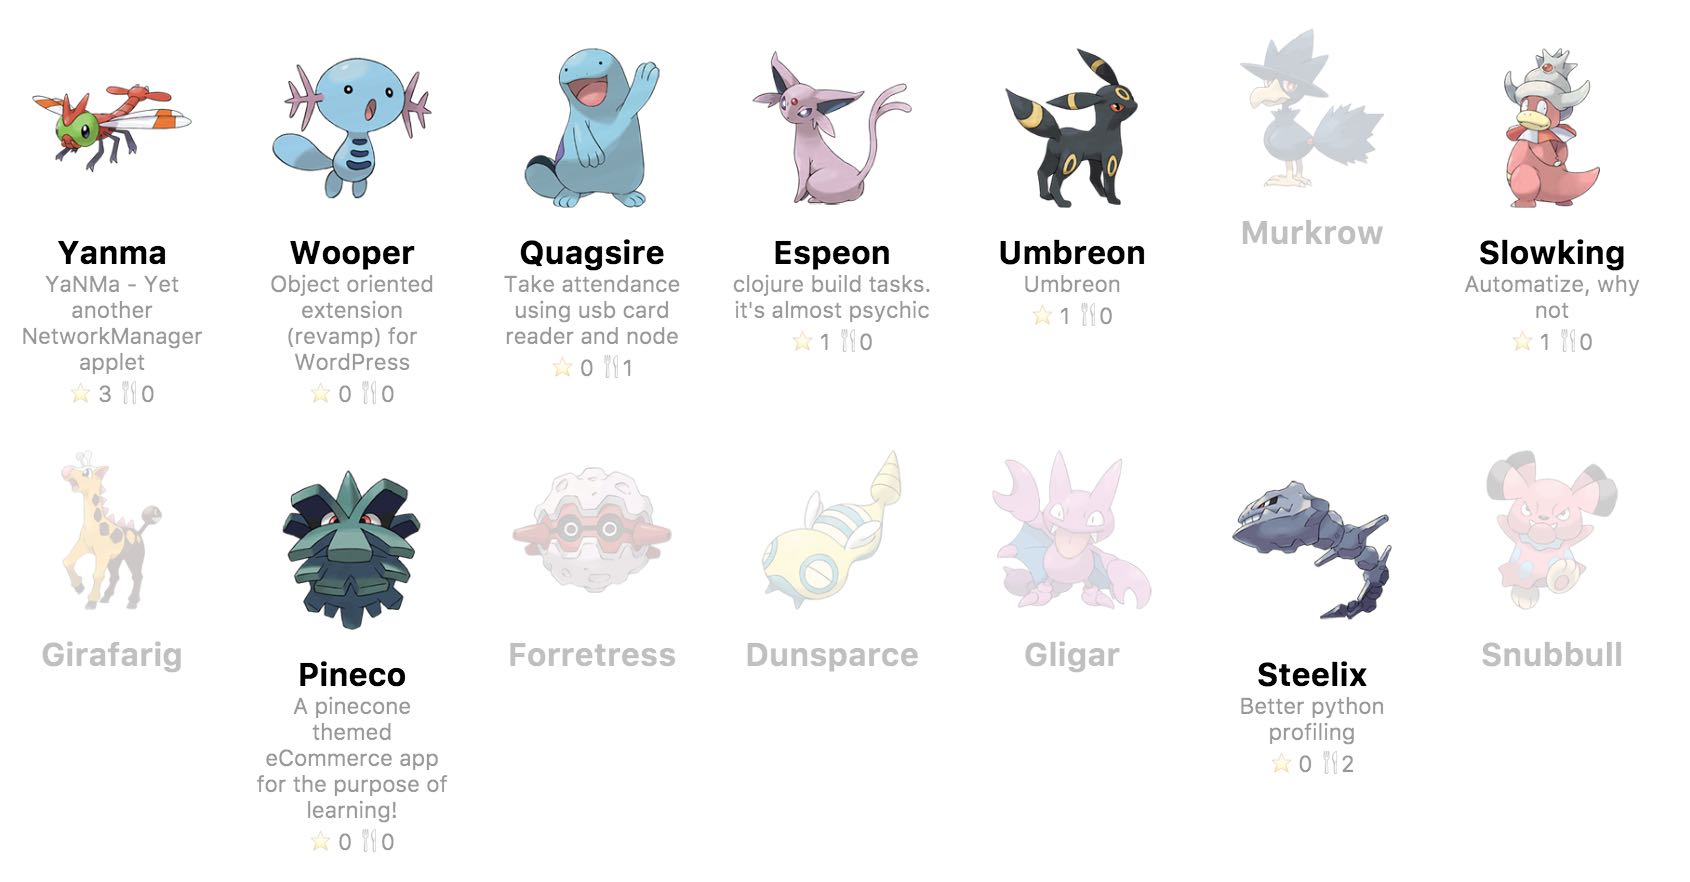 Yanma
YaNMa - Yet
another
NetworkManager
applet
⭐ 3 🍴0
Wooper
Object oriented
extension
(revamp) for
WordPress
⭐ 0 🍴0
Quagsire
Take attendance
using usb card
reader and node
⭐ 0 🍴1
Espeon
clojure build tasks.
it's almost psychic
⭐ 1 🍴0
Umbreon
Umbreon
⭐ 1 🍴0
Murkrow
Slowking
Automatize, why
not
⭐ 1 🍴0
Girafarig
Pineco
A pinecone
themed
eCommerce app
for the purpose of
learning!
⭐ 0 🍴0
Forretress
Dunsparce
Gligar
Steelix
Better python
profiling
⭐ 0 🍴2
Snubbull